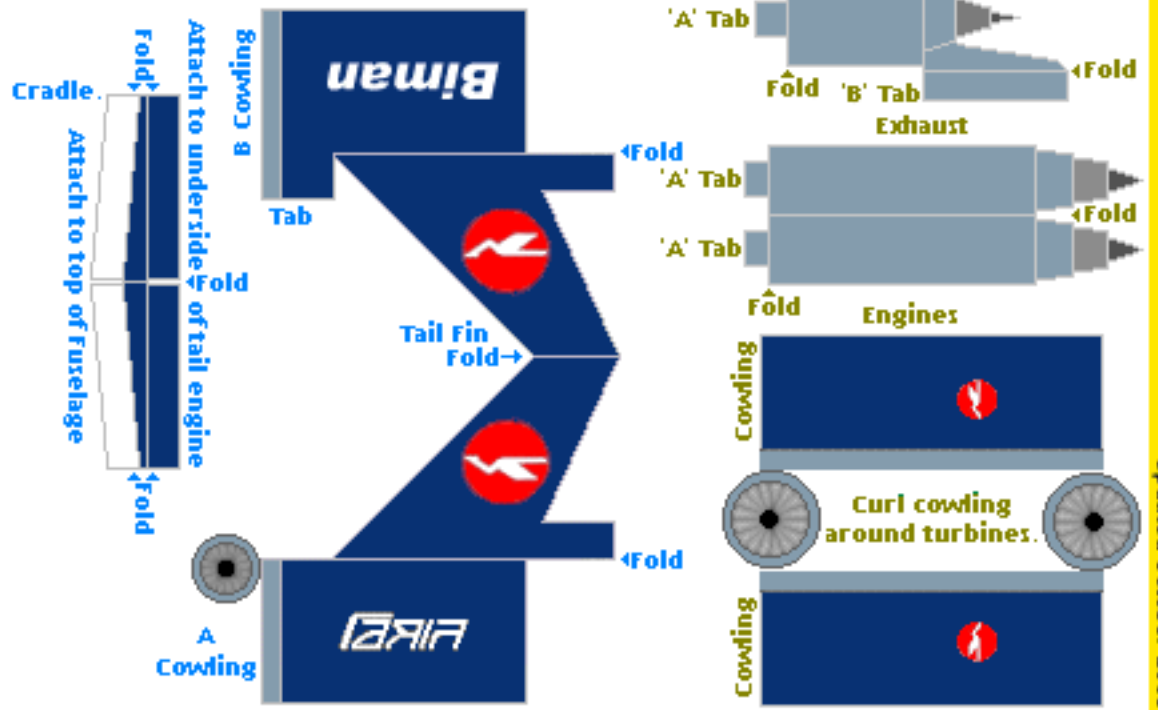 Cradle.
Fold
Attach to underside of tail engine
Attach to top of Fuselage
Fold
Fold
B Cowling
Biman
Tab
Fold
Tail Fin
Fold→
Fold
A
Cowling
'A' Tab
Fold
'B' Tab
Fold
Exhaust
'A' Tab
Fold
'A' Tab
Fold
Engines
Cowling
Curl cowling
around turbines.
Cowling